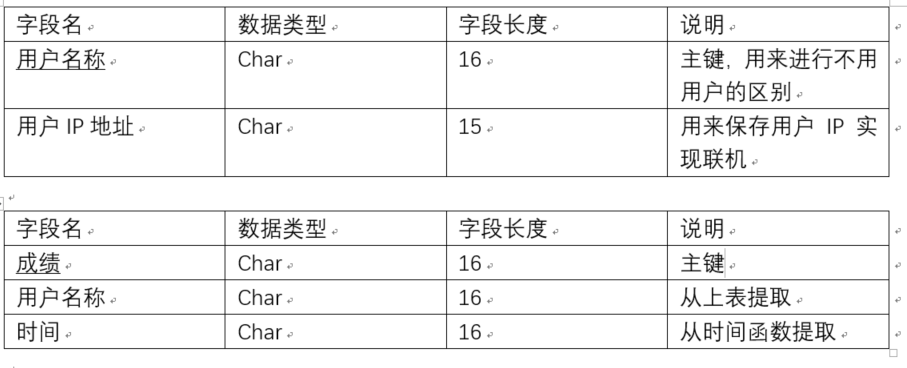 字段名 数据类型 字段长度 说明
用户名称 Char 16 主键，用来进行不用
用户的区别
用户 IP 地址 Char 15 用来保存用户 IP 实
现联机
字段名 数据类型 字段长度 说明
成绩 Char 16 主键
用户名称 Char 16 从上表提取
时间 Char 16 从时间函数提取